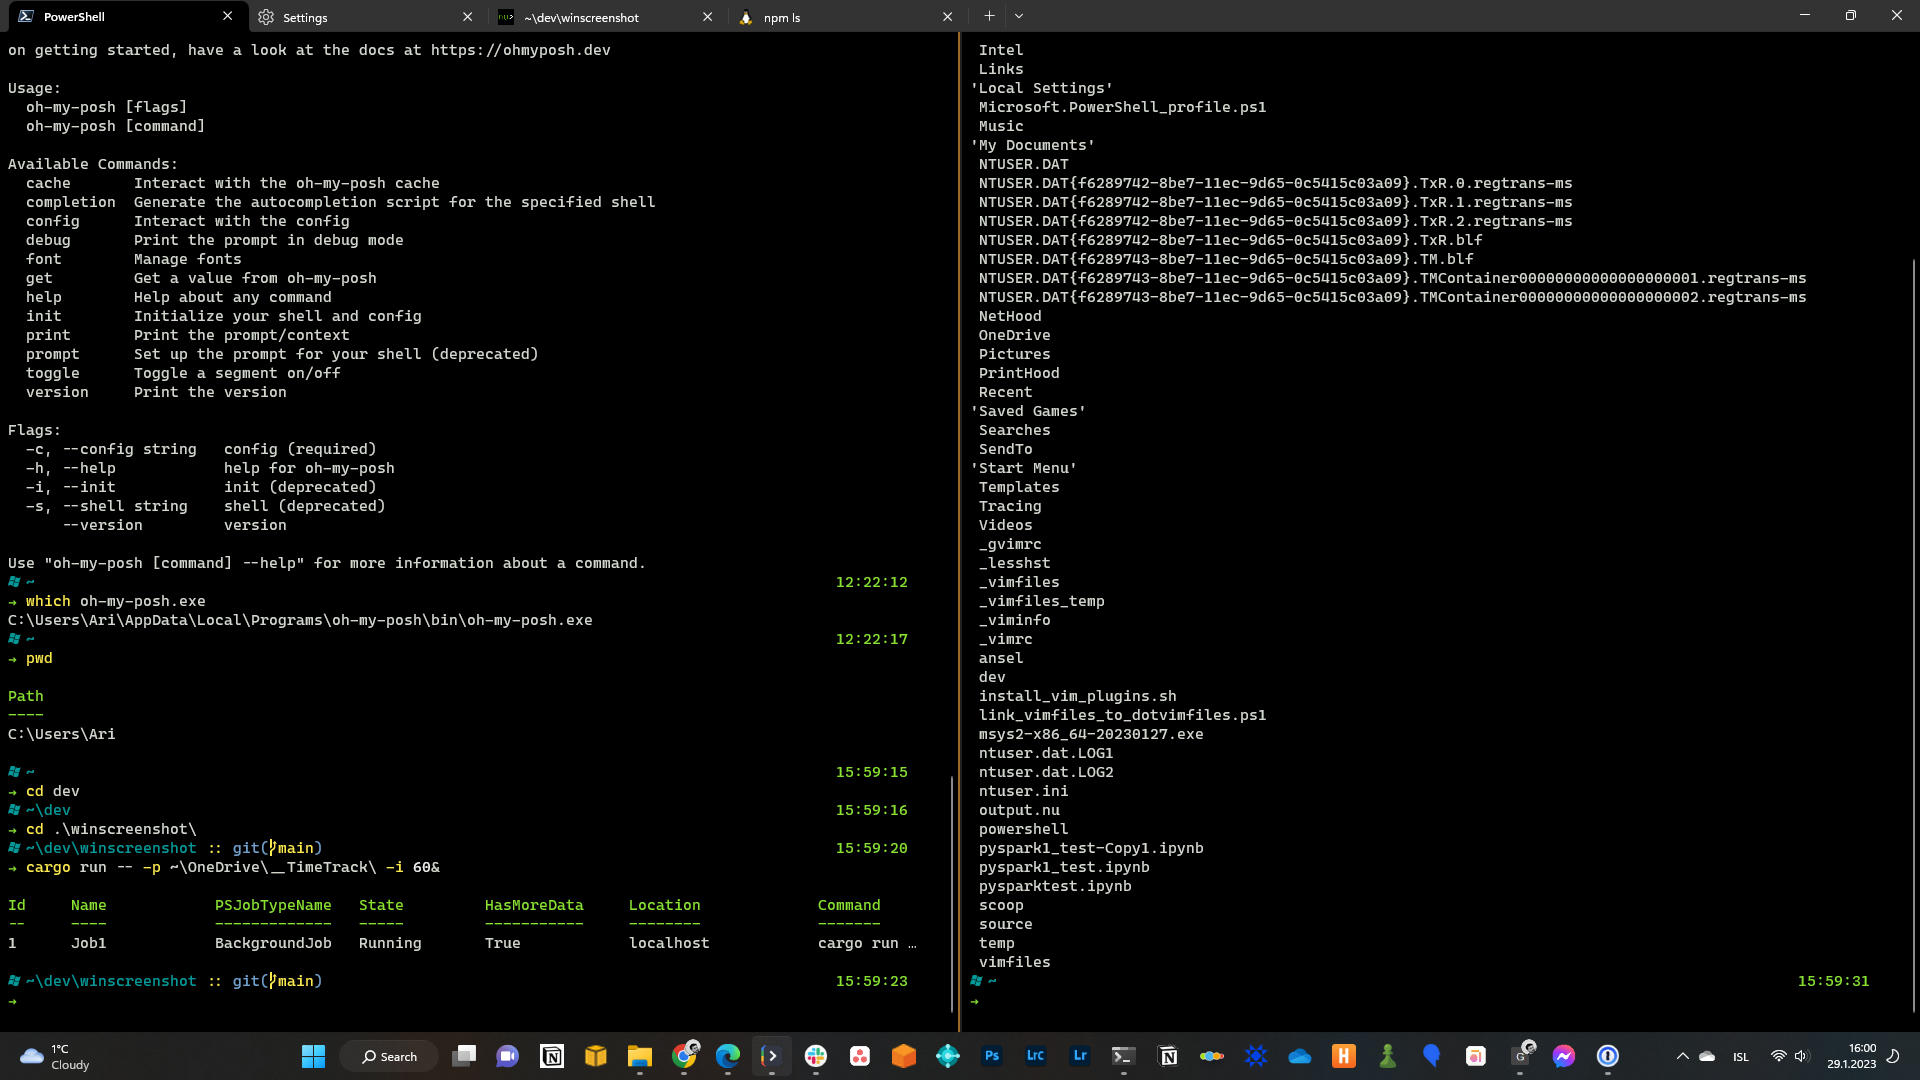 PowerShell
Settings
~\dev\winscreenshot
npm ls
on getting started, have a look at the docs at https://ohmyposh.dev
Usage:
oh-my-posh [flags]
oh-my-posh [command]
Available Commands:
cache       Interact with the oh-my-posh cache
completion  Generate the autocompletion script for the specified shell
config      Interact with the config
debug       Print the prompt in debug mode
font        Manage fonts
get         Get a value from oh-my-posh
help        Help about any command
init        Initialize your shell and config
print       Print the prompt/context
prompt      Set up the prompt for your shell (deprecated)
toggle      Toggle a segment on/off
version     Print the version
Flags:
-c, --config string   config (required)
-h, --help            help for oh-my-posh
-i, --init            init (deprecated)
-s, --shell string    shell (deprecated)
--version         version
Use "oh-my-posh [command] --help" for more information about a command.
~ 12:22:12
→ which oh-my-posh.exe
C:\Users\Ari\AppData\Local\Programs\oh-my-posh\bin\oh-my-posh.exe
~ 12:22:17
→ pwd
Path
----
C:\Users\Ari
~ 15:59:15
→ cd dev
~\dev 15:59:16
→ cd .\winscreenshot\
~\dev\winscreenshot :: git(main) 15:59:20
→ cargo run -- -p ~\OneDrive\__TimeTrack\ -i 60&
Id     Name            PSJobTypeName   State         HasMoreData     Location             Command
--     ----            -------------   -----         -----------     --------             -------
1      Job1            BackgroundJob   Running       True            localhost            cargo run …
~\dev\winscreenshot :: git(main) 15:59:23
→
Intel
Links
'Local Settings'
Microsoft.PowerShell_profile.ps1
Music
'My Documents'
NTUSER.DAT
NTUSER.DAT{f6289742-8be7-11ec-9d65-0c5415c03a09}.TxR.0.regtrans-ms
NTUSER.DAT{f6289742-8be7-11ec-9d65-0c5415c03a09}.TxR.1.regtrans-ms
NTUSER.DAT{f6289742-8be7-11ec-9d65-0c5415c03a09}.TxR.2.regtrans-ms
NTUSER.DAT{f6289742-8be7-11ec-9d65-0c5415c03a09}.TxR.blf
NTUSER.DAT{f6289743-8be7-11ec-9d65-0c5415c03a09}.TM.blf
NTUSER.DAT{f6289743-8be7-11ec-9d65-0c5415c03a09}.TMContainer00000000000000000001.regtrans-ms
NTUSER.DAT{f6289743-8be7-11ec-9d65-0c5415c03a09}.TMContainer00000000000000000002.regtrans-ms
NetHood
OneDrive
Pictures
PrintHood
Recent
'Saved Games'
Searches
SendTo
'Start Menu'
Templates
Tracing
Videos
_gvimrc
_lesshst
_vimfiles
_vimfiles_temp
_viminfo
_vimrc
ansel
dev
install_vim_plugins.sh
link_vimfiles_to_dotvimfiles.ps1
msys2-x86_64-20230127.exe
ntuser.dat.LOG1
ntuser.dat.LOG2
ntuser.ini
output.nu
powershell
pyspark1_test-Copy1.ipynb
pyspark1_test.ipynb
pysparktest.ipynb
scoop
source
temp
vimfiles
~ 15:59:31
→
1°C
Cloudy
Search
Ps
LrC
Lr
ISL
16:00
29.1.2023